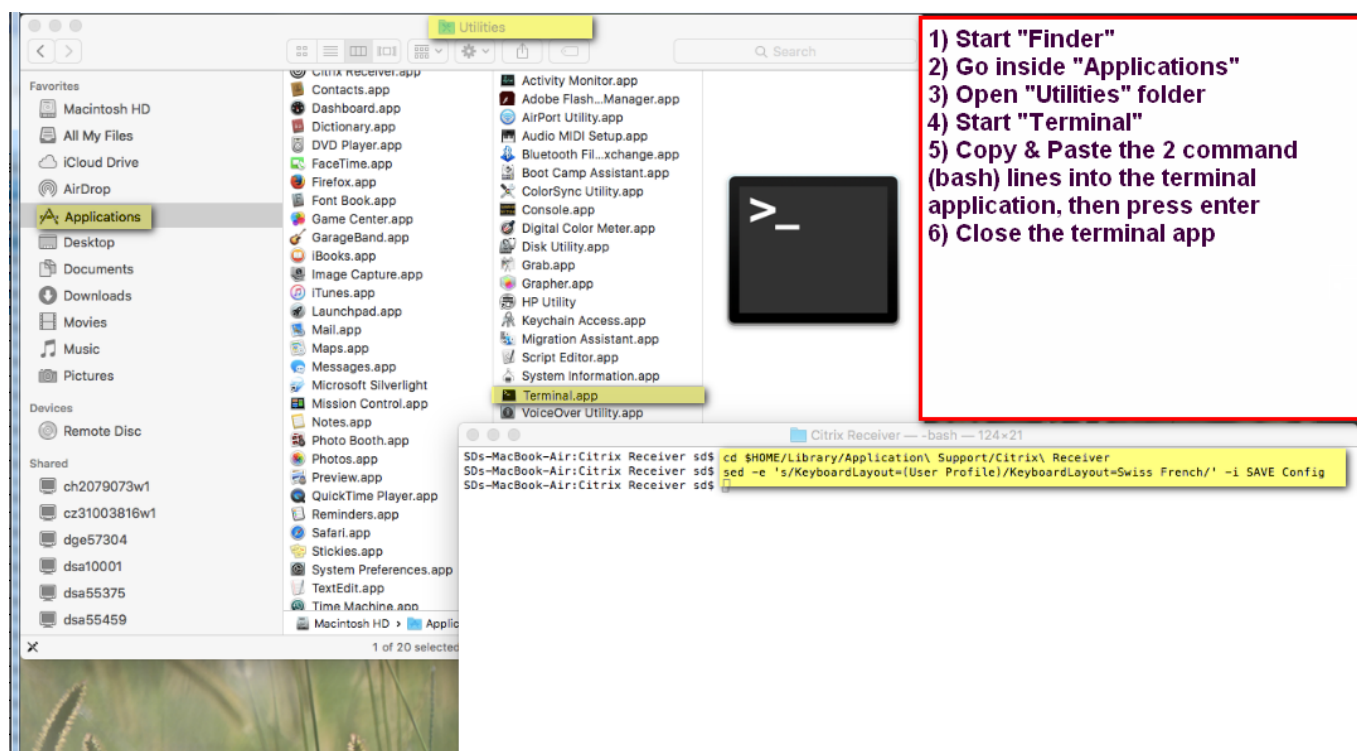 Utilities
Search
Favorites
Macintosh HD
All My Files
iCloud Drive
AirDrop
Applications
Desktop
Documents
Downloads
Movies
Music
Pictures
Devices
Remote Disc
Shared
ch2079073w1
cz31003816w1
dge57304
dsa10001
dsa55375
dsa55459
Citrix Receiver.app
Contacts.app
Dashboard.app
Dictionary.app
DVD Player.app
FaceTime.app
Firefox.app
Font Book.app
Game Center.app
GarageBand.app
iBooks.app
Image Capture.app
iTunes.app
Launchpad.app
Mail.app
Maps.app
Messages.app
Microsoft Silverlight
Mission Control.app
Notes.app
Photo Booth.app
Photos.app
Preview.app
QuickTime Player.app
Reminders.app
Safari.app
Stickies.app
System Preferences.app
TextEdit.app
Time Machine.app
Activity Monitor.app
Adobe Flash...Manager.app
AirPort Utility.app
Audio MIDI Setup.app
Bluetooth Fil...xchange.app
Boot Camp Assistant.app
ColorSync Utility.app
Console.app
Digital Color Meter.app
Disk Utility.app
Grab.app
Grapher.app
HP Utility
Keychain Access.app
Migration Assistant.app
Script Editor.app
System Information.app
Terminal.app
VoiceOver Utility.app
>_
Macintosh HD › Applic
1 of 20 selected
1) Start "Finder"
2) Go inside "Applications"
3) Open "Utilities" folder
4) Start "Terminal"
5) Copy & Paste the 2 command
(bash) lines into the terminal
application, then press enter
6) Close the terminal app
Citrix Receiver — -bash — 124×21
SDs-MacBook-Air:Citrix Receiver sd$ cd $HOME/Library/Application\ Support/Citrix\ Receiver
SDs-MacBook-Air:Citrix Receiver sd$ sed -e 's/KeyboardLayout=(User Profile)/KeyboardLayout=Swiss French/' -i SAVE Config
SDs-MacBook-Air:Citrix Receiver sd$